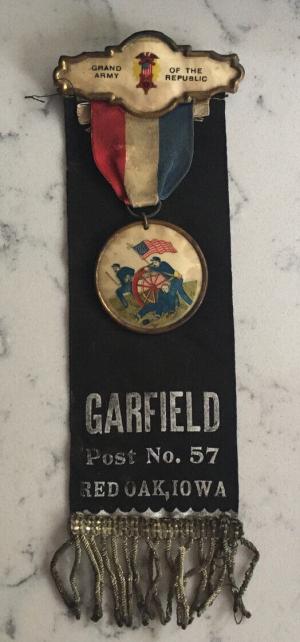 GRAND ARMY OF THE REPUBLIC
GARFIELD
Post No. 57
RED OAK, IOWA